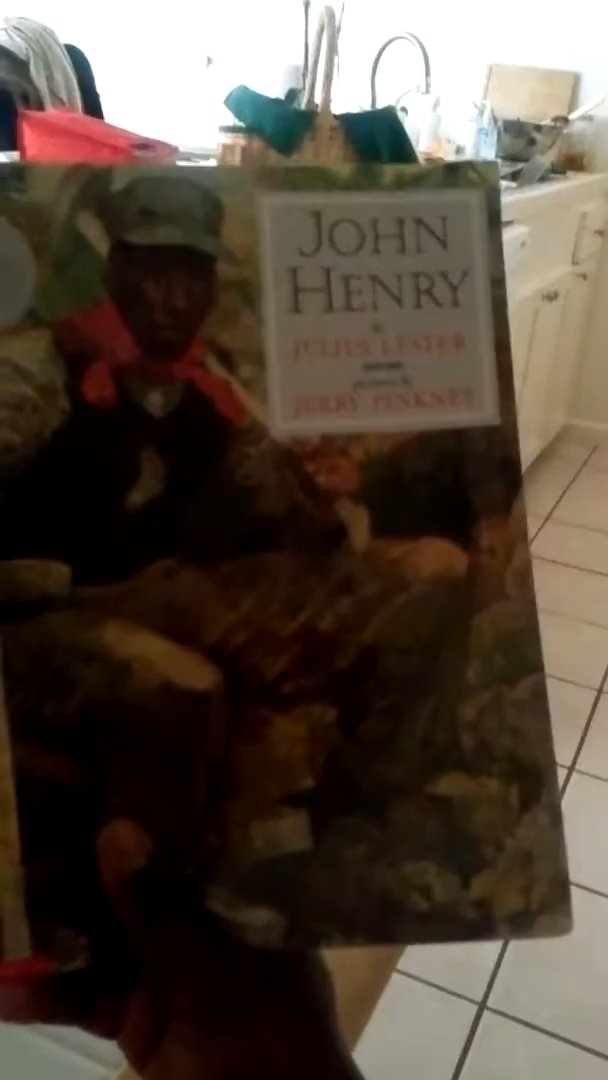 JOHN
HENRY
by
JULIUS LESTER
pictures by
JERRY PINKNEY